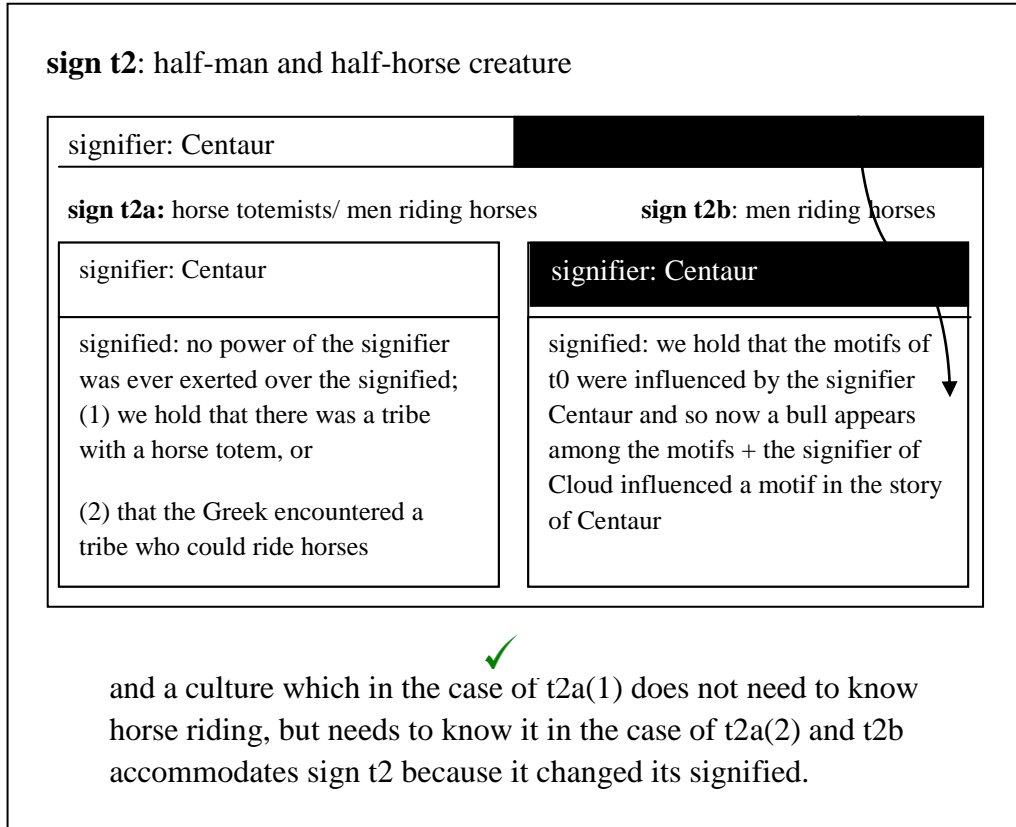 sign t2: half-man and half-horse creature
signifier: Centaur
sign t2a: horse totemists/ men riding horses
sign t2b: men riding horses
signifier: Centaur
signified: no power of the signifier
was ever exerted over the signified;
(1) we hold that there was a tribe
with a horse totem, or
(2) that the Greek encountered a
tribe who could ride horses
signifier: Centaur
signified: we hold that the motifs of
t0 were influenced by the signifier
Centaur and so now a bull appears
among the motifs + the signifier of
Cloud influenced a motif in the story
of Centaur
and a culture which in the case of t2a(1) does not need to know
horse riding, but needs to know it in the case of t2a(2) and t2b
accommodates sign t2 because it changed its signified.